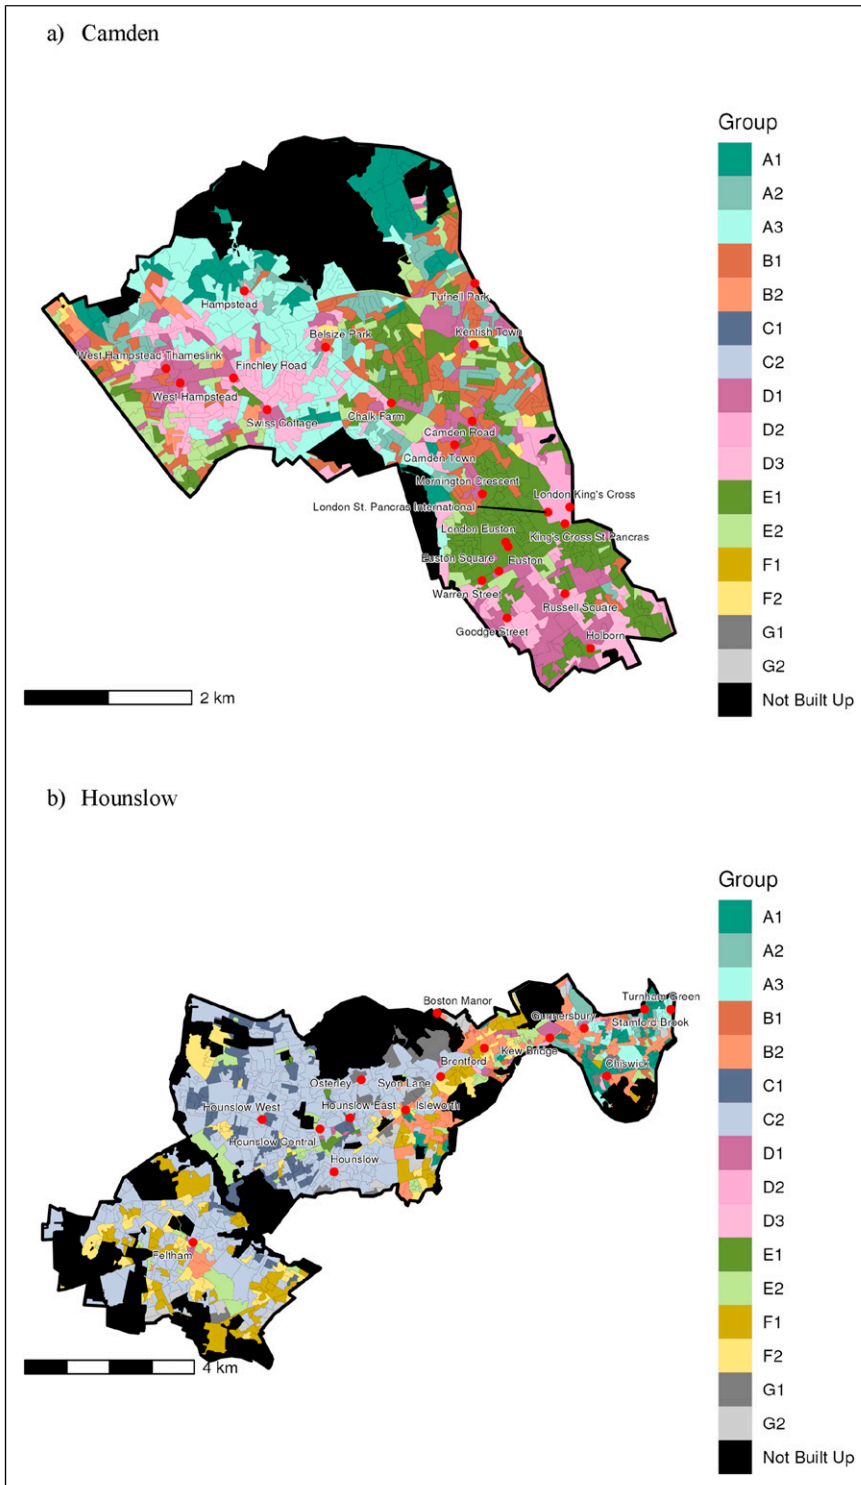 a) Camden
Group
A1
A2
A3
B1
B2
C1
C2
D1
D2
D3
E1
E2
F1
F2
G1
G2
Not Built Up
Tufnell Park
Hampstead
Kentish Town
Belsize Park
West Hampstead Thameslink
Finchley Road
West Hampstead
Swiss Cottage
Chalk Farm
Camden Road
Camden Town
Mornington Crescent
London King's Cross
London St. Pancras International
London Euston
King's Cross St Pancras
Euston Square
Euston
Warren Street
Russell Square
Goodge Street
Holborn
2 km
b) Hounslow
Group
A1
A2
A3
B1
B2
C1
C2
D1
D2
D3
E1
E2
F1
F2
G1
G2
Not Built Up
Boston Manor
Turnham Green
Gunnersbury
Stamford Brook
Kew Bridge
Brentford
Chiswick
Osterley
Syon Lane
Hounslow West
Hounslow East
Isleworth
Hounslow Central
Hounslow
Feltham
4 km